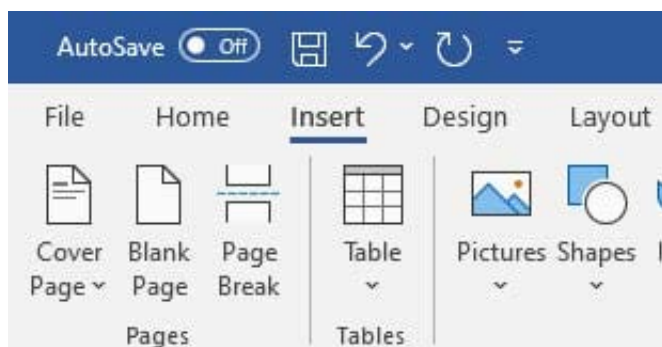 AutoSave Off
File Home Insert Design Layout
Cover Page Blank Page Page Break Table Pictures Shapes
Pages Tables